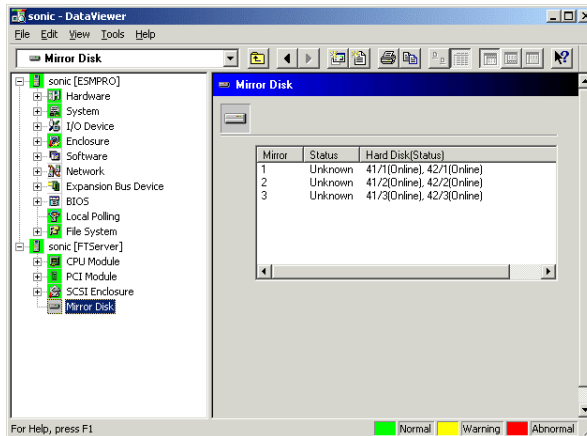 sonic - DataViewer
File Edit View Tools Help
Mirror Disk
sonic [ESMPRO]
Hardware
System
I/O Device
Enclosure
Software
Network
Expansion Bus Device
BIOS
Local Polling
File System
sonic [FTServer]
CPU Module
PCI Module
SCSI Enclosure
Mirror Disk
Mirror Disk
Mirror Status Hard Disk(Status)
1 Unknown 41/1(Online), 42/1(Online)
2 Unknown 41/2(Online), 42/2(Online)
3 Unknown 41/3(Online), 42/3(Online)
For Help, press F1
Normal Warning Abnormal